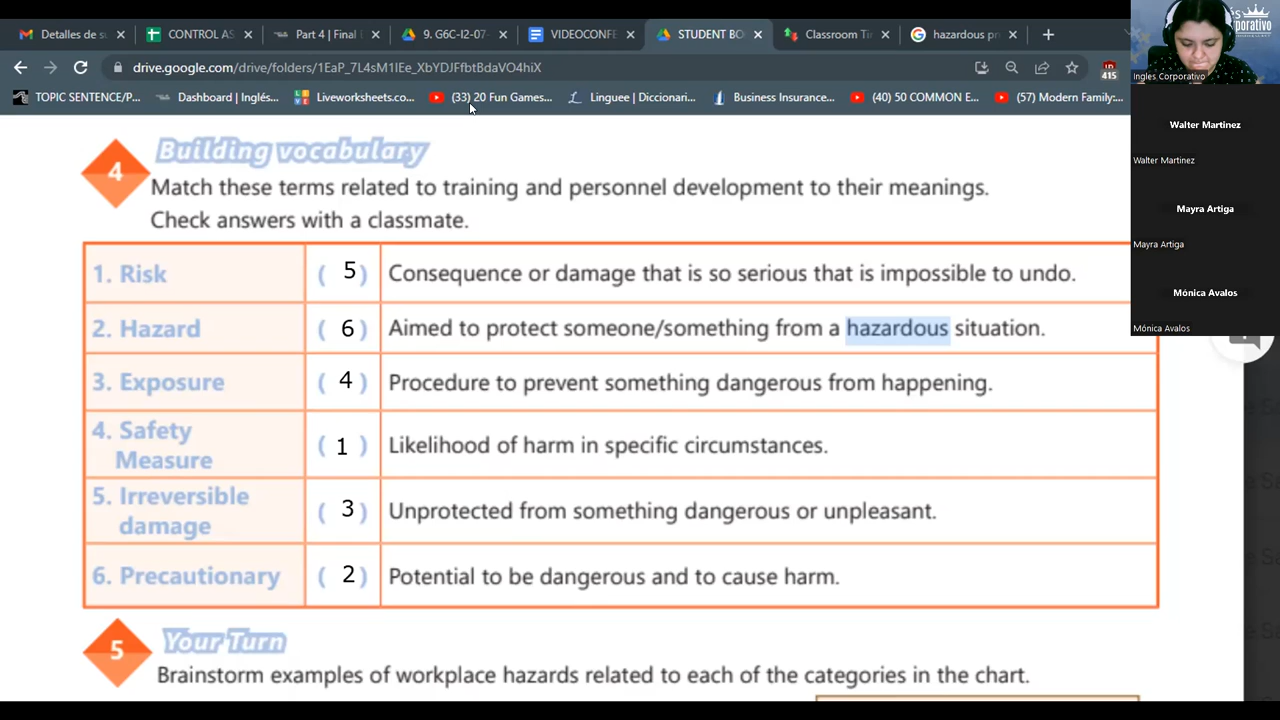 Detalles de su
CONTROL AS
Part 4 | Final
9. G6C-I2-07-
VIDEOCONFE
STUDENT BO
Classroom Tir
hazardous pr
drive.google.com/drive/folders/1EaP_7L4sM1IEe_XbYDJFfbtBdaVO4hiX
415
TOPIC SENTENCE/P...
Dashboard | Inglés...
Liveworksheets.co...
(33) 20 Fun Games...
Linguee | Diccionari...
Business Insurance...
(40) 50 COMMON E...
(57) Modern Family:...
Ingles Corporativo
Walter Martinez
Walter Martinez
Mayra Artiga
Mayra Artiga
Mónica Avalos
Mónica Avalos
4 Building vocabulary
Match these terms related to training and personnel development to their meanings.
Check answers with a classmate.
1. Risk ( 5 ) Consequence or damage that is so serious that is impossible to undo.
2. Hazard ( 6 ) Aimed to protect someone/something from a hazardous situation.
3. Exposure ( 4 ) Procedure to prevent something dangerous from happening.
4. Safety
Measure ( 1 ) Likelihood of harm in specific circumstances.
5. Irreversible
damage ( 3 ) Unprotected from something dangerous or unpleasant.
6. Precautionary ( 2 ) Potential to be dangerous and to cause harm.
5 Your Turn
Brainstorm examples of workplace hazards related to each of the categories in the chart.